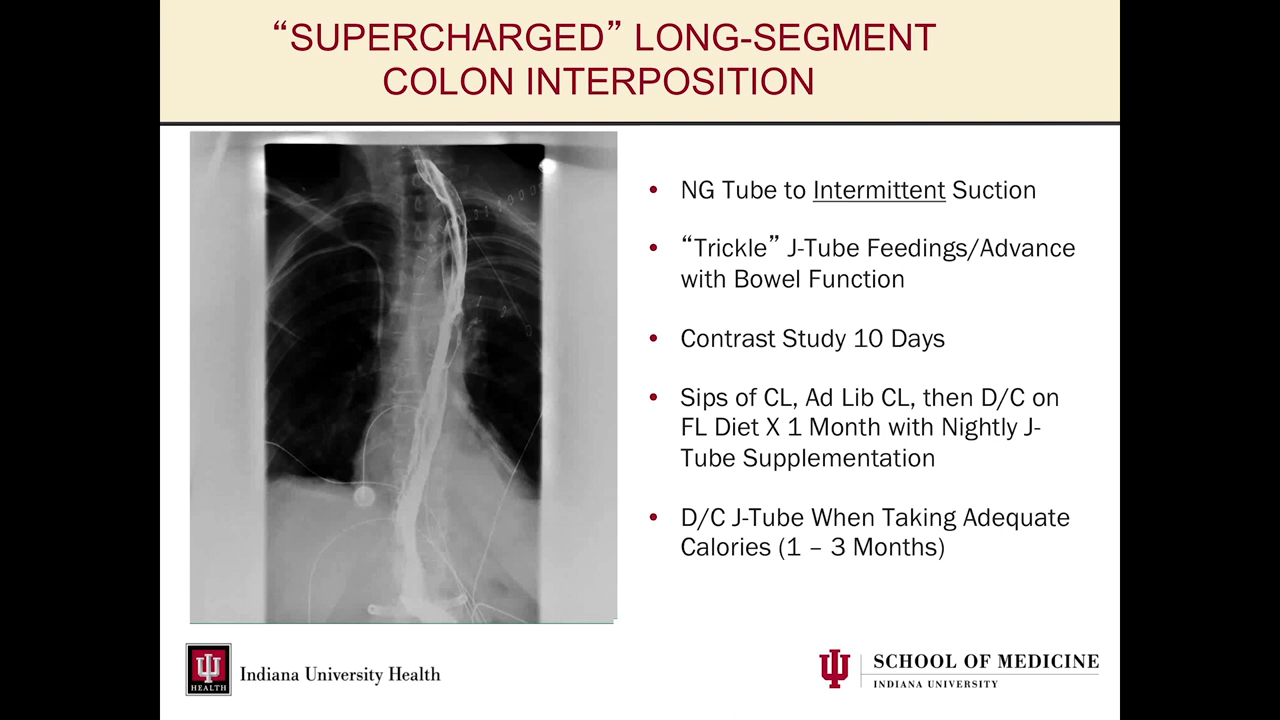 “SUPERCHARGED” LONG-SEGMENT
COLON INTERPOSITION
• NG Tube to Intermittent Suction
• “Trickle” J-Tube Feedings/Advance
with Bowel Function
• Contrast Study 10 Days
• Sips of CL, Ad Lib CL, then D/C on
FL Diet X 1 Month with Nightly J-
Tube Supplementation
• D/C J-Tube When Taking Adequate
Calories (1 – 3 Months)
HEALTH
Indiana University Health
SCHOOL OF MEDICINE
INDIANA UNIVERSITY